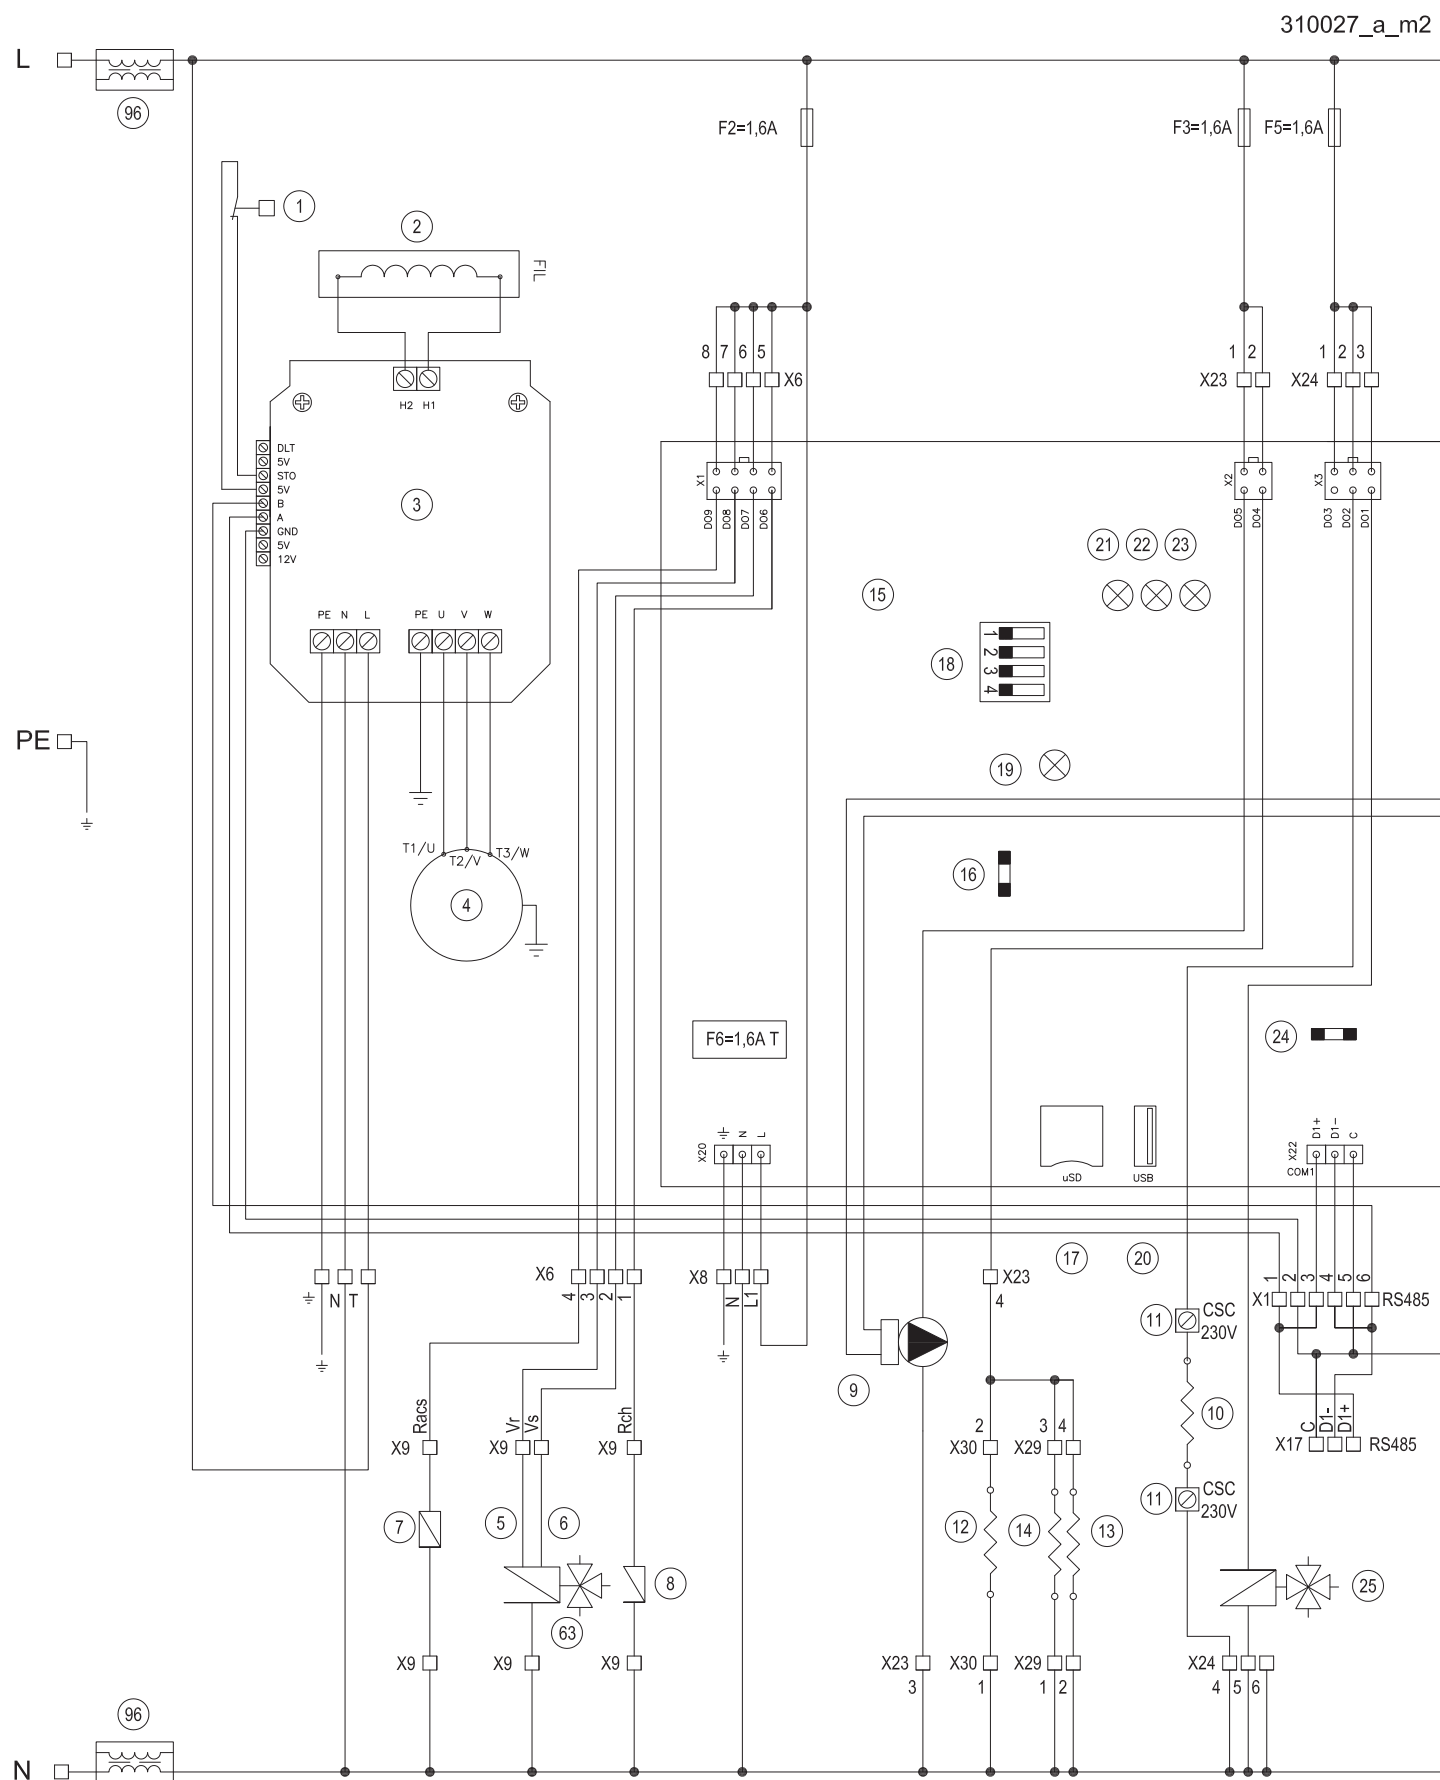 310027_a_m2
L
96
F2=1,6A
F3=1,6A
F5=1,6A
1
2
FIL
8 7 6 5
X6
1 2
X23
1 2 3
X24
H2 H1
DLT
5V
STO
5V
B
A
GND
5V
12V
3
X1
X2
X3
DO9 DO8 DO7 DO6
DO5 DO4
DO3 DO2 DO1
21 22 23
15
PE N L
PE U V W
18
1
2
3
4
PE
19
T1/U
T2/V
T3/W
16
4
F6=1,6A T
24
X20
N L
uSD
USB
X22
COM1
D1+ D1- C
17
20
N T
X6
4 3 2 1
X8
N L1
X23
4
X1
1 2 3 4 5 6
RS485
11
CSC
230V
9
10
Racs
Vr Vs
Rch
X9
X9
X9
2
X30
3 4
X29
C D1- D1+
X17
RS485
11
CSC
230V
7
5
6
8
12
14
13
25
63
X9
X9
X9
X23
3
X30
1
X29
1 2
X24
4 5 6
96
N